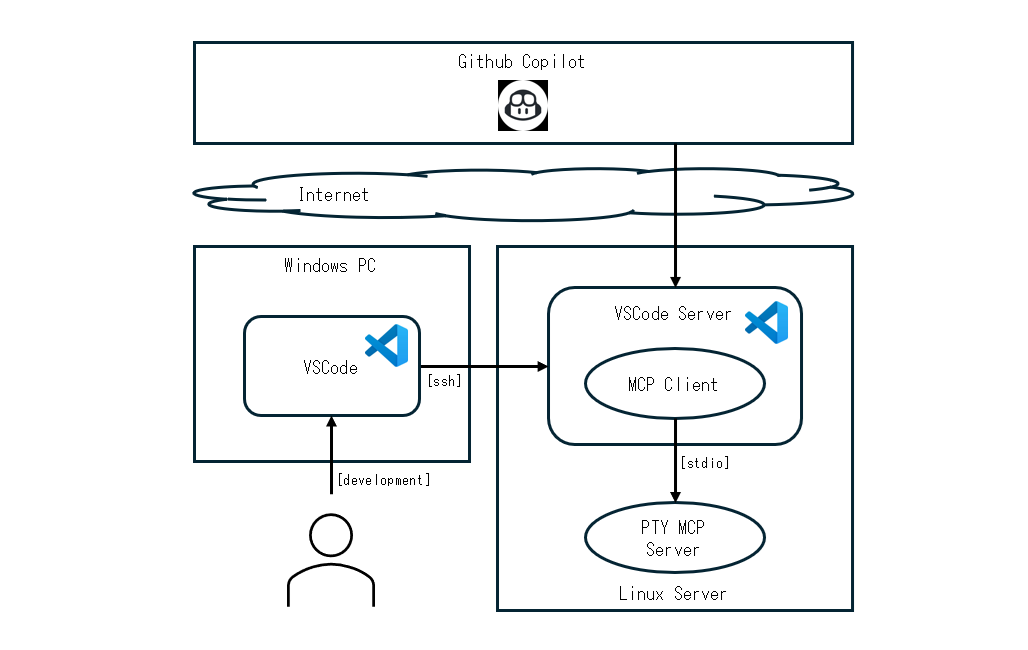 Github Copilot
Internet
Windows PC
VSCode
[ssh]
[development]
VSCode Server
MCP Client
[stdio]
PTY MCP
Server
Linux Server